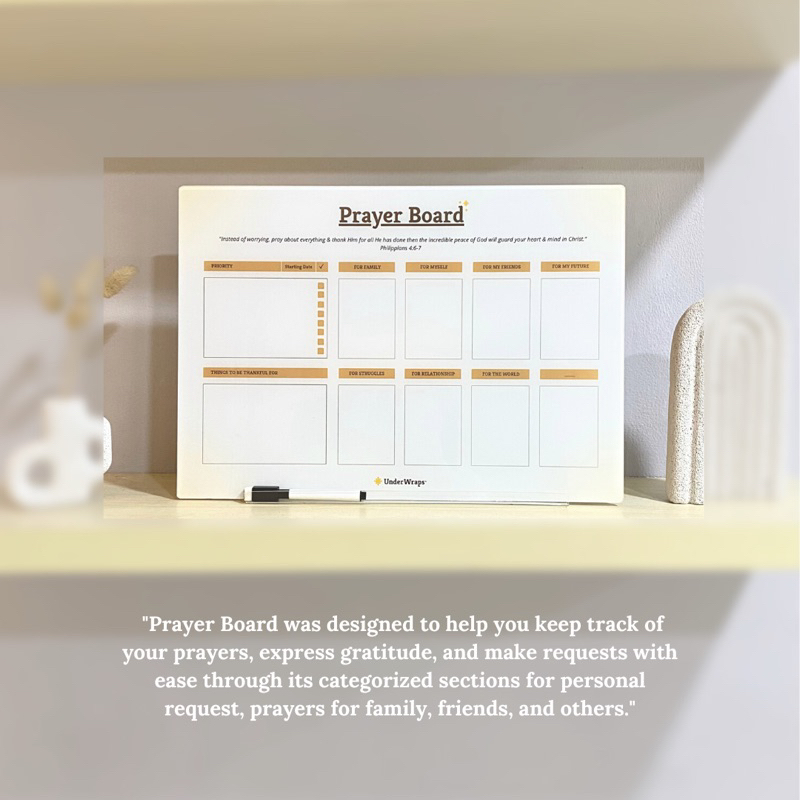 Prayer Board
"Instead of worrying, pray about everything & thank Him for all He has done then the incredible peace of God will guard your heart & mind in Christ."
Philippians 4:6-7
PRIORITY Starting Date ✓ FOR FAMILY FOR MYSELF FOR MY FRIENDS FOR MY FUTURE
THINGS TO BE THANKFUL FOR FOR STRUGGLES FOR RELATIONSHIP FOR THE WORLD
UnderWraps
"Prayer Board was designed to help you keep track of
your prayers, express gratitude, and make requests with
ease through its categorized sections for personal
request, prayers for family, friends, and others."